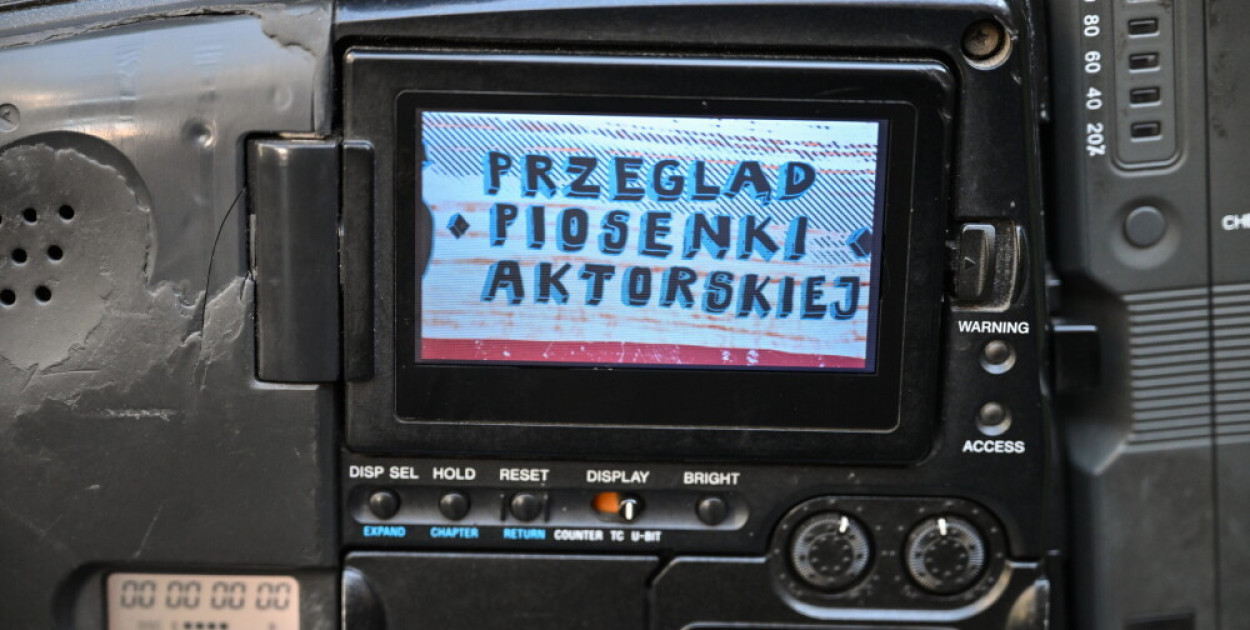 PRZEGLĄD
PIOSENKI
AKTORSKIEJ
WARNING
ACCESS
DISP SEL HOLD RESET DISPLAY BRIGHT
EXPAND CHAPTER RETURN COUNTER TC U-BIT
00 00 00 00
80
60
40
20%